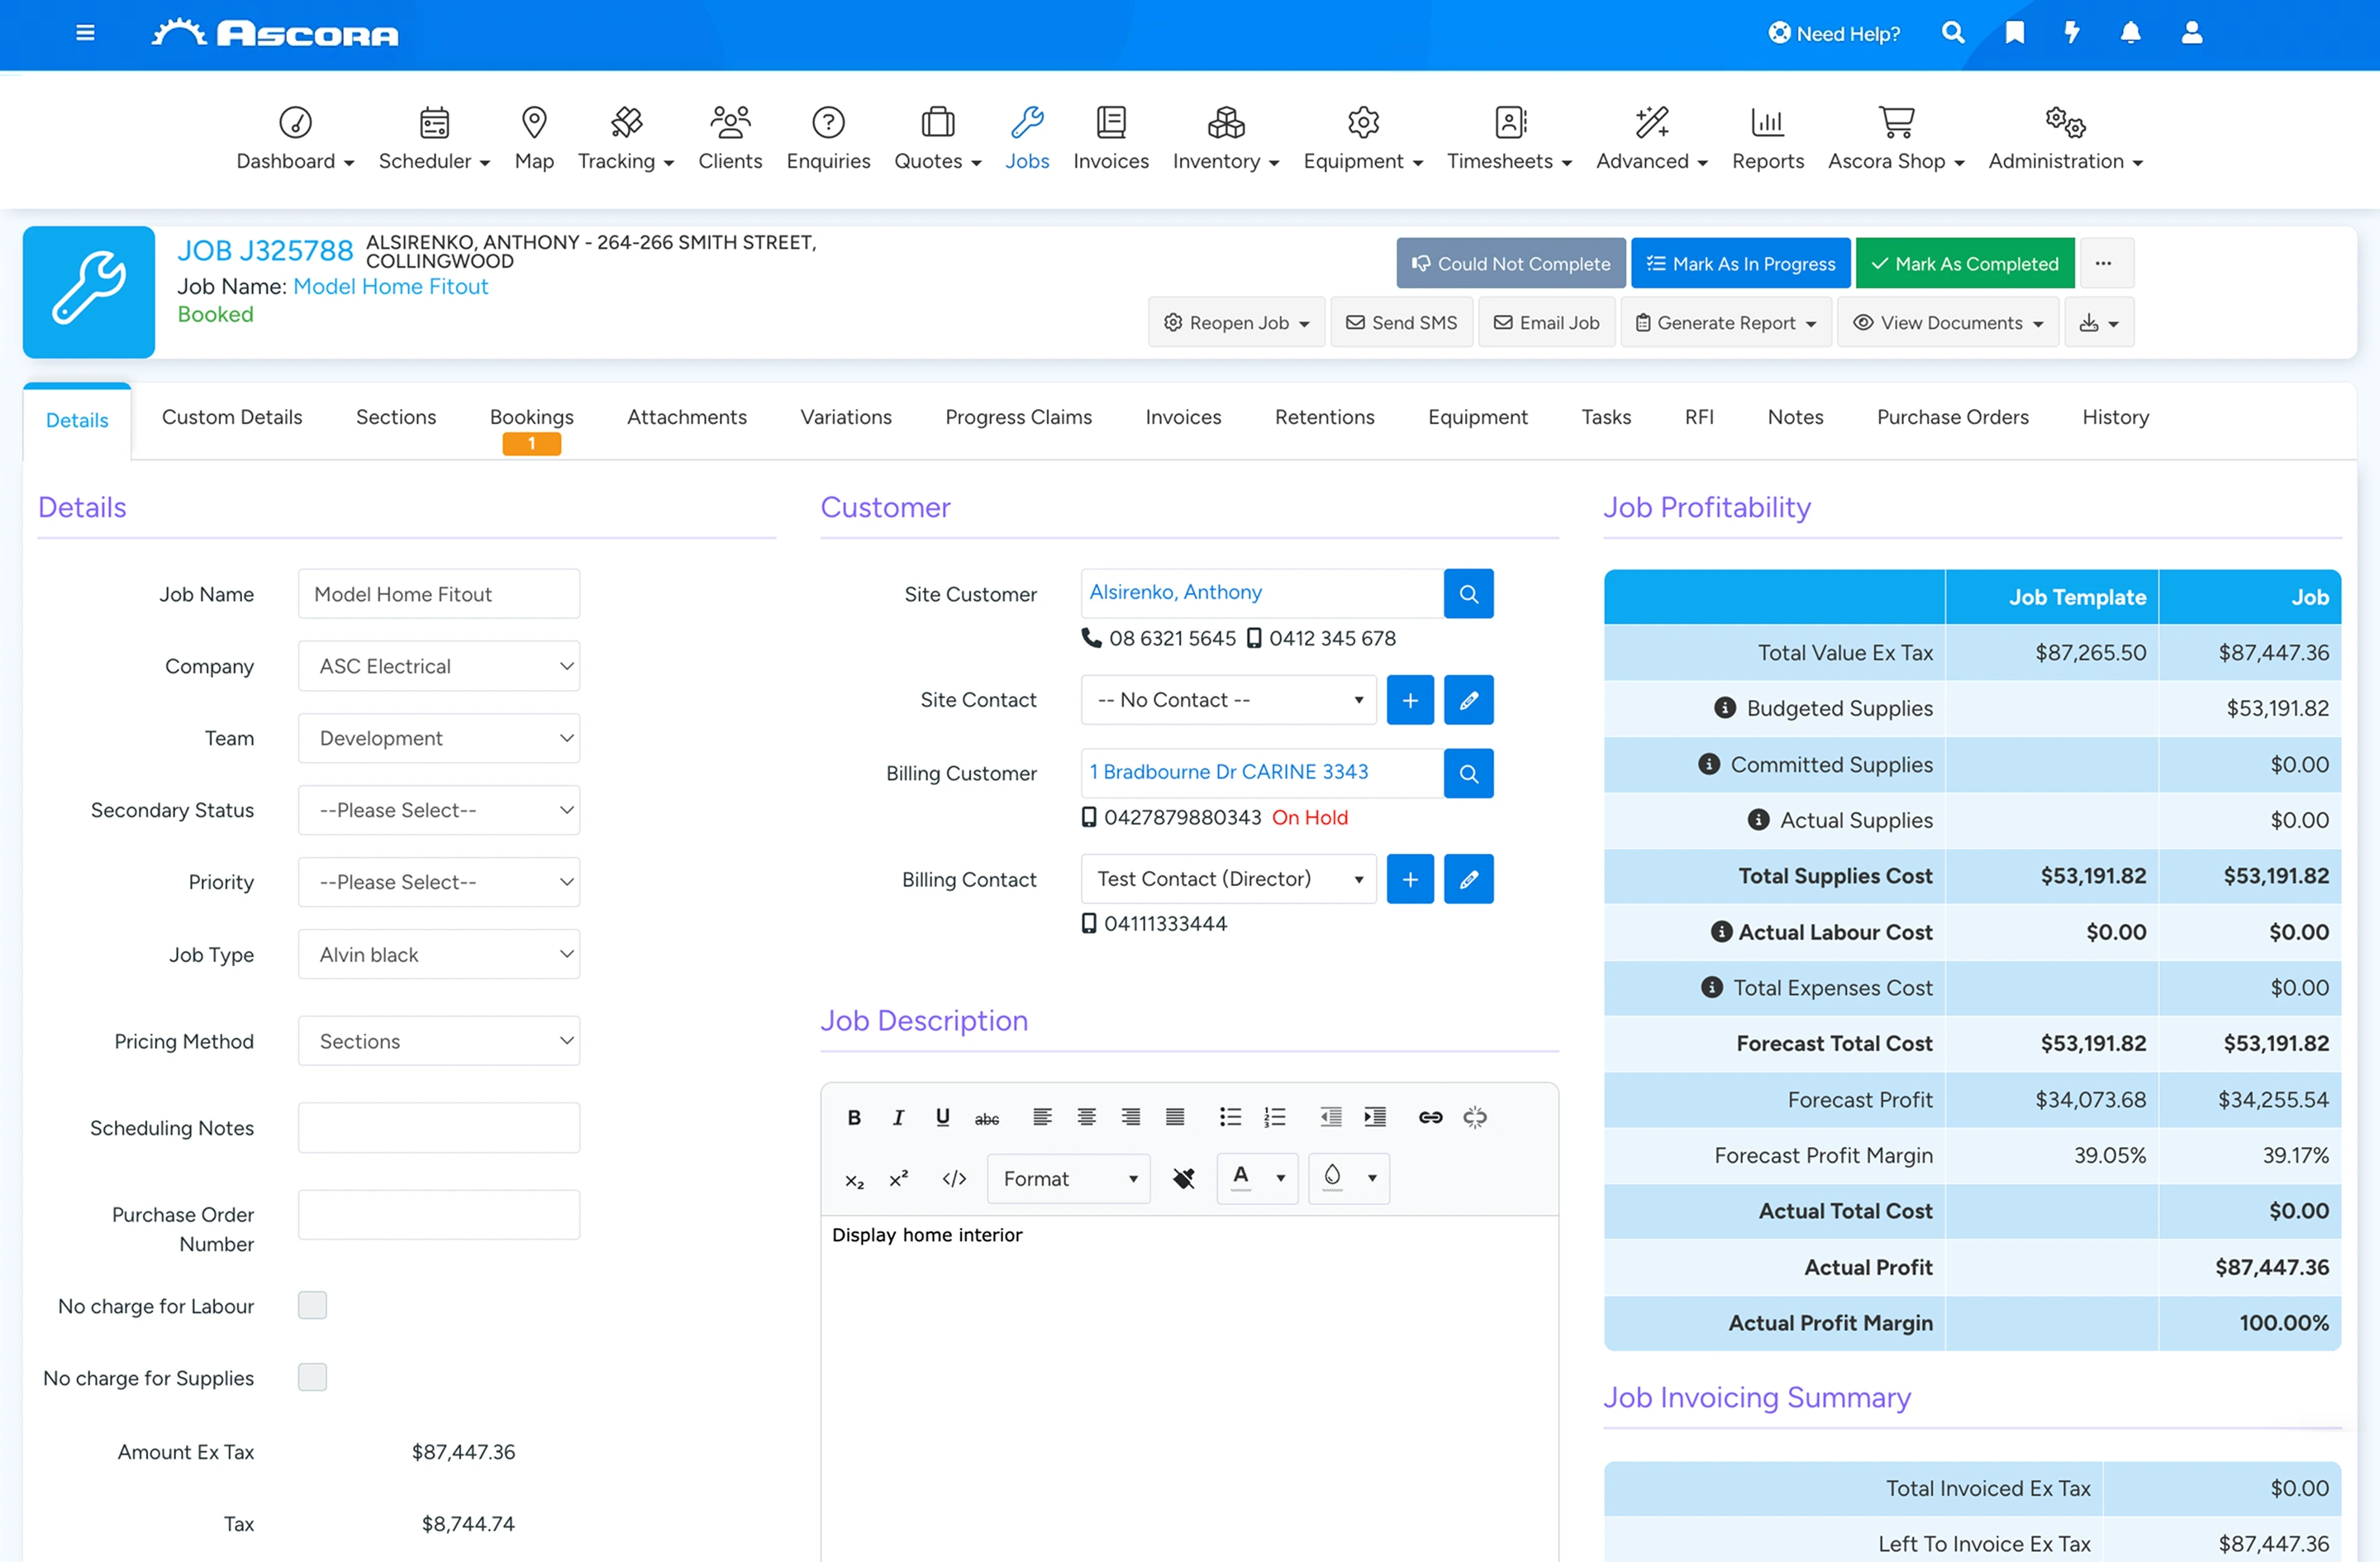 ASCORA
Need Help?
Dashboard
Scheduler
Map
Tracking
Clients
Enquiries
Quotes
Jobs
Invoices
Inventory
Equipment
Timesheets
Advanced
Reports
Ascora Shop
Administration
JOB J325788 ALSIRENKO, ANTHONY - 264-266 SMITH STREET,
COLLINGWOOD
Job Name: Model Home Fitout
Booked
Could Not Complete
Mark As In Progress
Mark As Completed
...
Reopen Job
Send SMS
Email Job
Generate Report
View Documents
Details
Custom Details
Sections
Bookings
1
Attachments
Variations
Progress Claims
Invoices
Retentions
Equipment
Tasks
RFI
Notes
Purchase Orders
History
Details
Job Name Model Home Fitout
Company ASC Electrical
Team Development
Secondary Status --Please Select--
Priority --Please Select--
Job Type Alvin black
Pricing Method Sections
Scheduling Notes
Purchase Order
Number
No charge for Labour
No charge for Supplies
Amount Ex Tax $87,447.36
Tax $8,744.74
Customer
Site Customer Alsirenko, Anthony
08 6321 5645 0412 345 678
Site Contact -- No Contact --
Billing Customer 1 Bradbourne Dr CARINE 3343
0427879880343 On Hold
Billing Contact Test Contact (Director)
04111333444
Job Description
B I U abc
x₂ x² </> Format A
Display home interior
Job Profitability
Job Template Job
Total Value Ex Tax $87,265.50 $87,447.36
Budgeted Supplies $53,191.82
Committed Supplies $0.00
Actual Supplies $0.00
Total Supplies Cost $53,191.82 $53,191.82
Actual Labour Cost $0.00 $0.00
Total Expenses Cost $0.00
Forecast Total Cost $53,191.82 $53,191.82
Forecast Profit $34,073.68 $34,255.54
Forecast Profit Margin 39.05% 39.17%
Actual Total Cost $0.00
Actual Profit $87,447.36
Actual Profit Margin 100.00%
Job Invoicing Summary
Total Invoiced Ex Tax $0.00
Left To Invoice Ex Tax $87,447.36